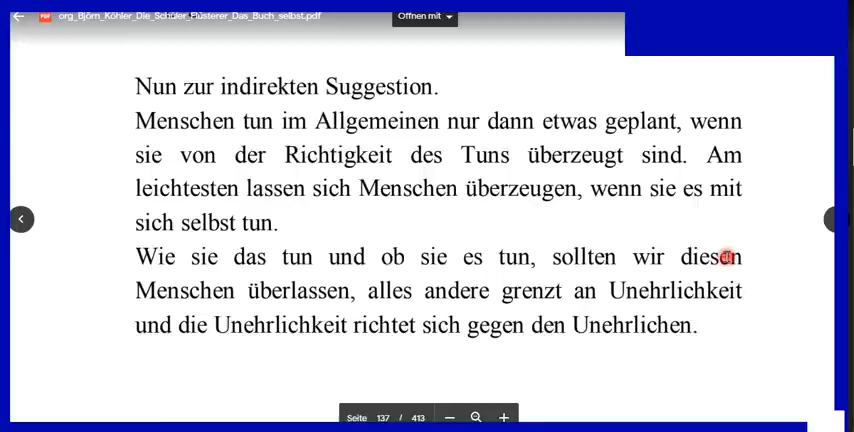 org_Björn_Köhler_Die_Schüler_Flüsterer_Das_Buch_selbst.pdf
Öffnen mit
Nun zur indirekten Suggestion.
Menschen tun im Allgemeinen nur dann etwas geplant, wenn
sie von der Richtigkeit des Tuns überzeugt sind. Am
leichtesten lassen sich Menschen überzeugen, wenn sie es mit
sich selbst tun.
Wie sie das tun und ob sie es tun, sollten wir diesen
Menschen überlassen, alles andere grenzt an Unehrlichkeit
und die Unehrlichkeit richtet sich gegen den Unehrlichen.
Seite 137 / 413